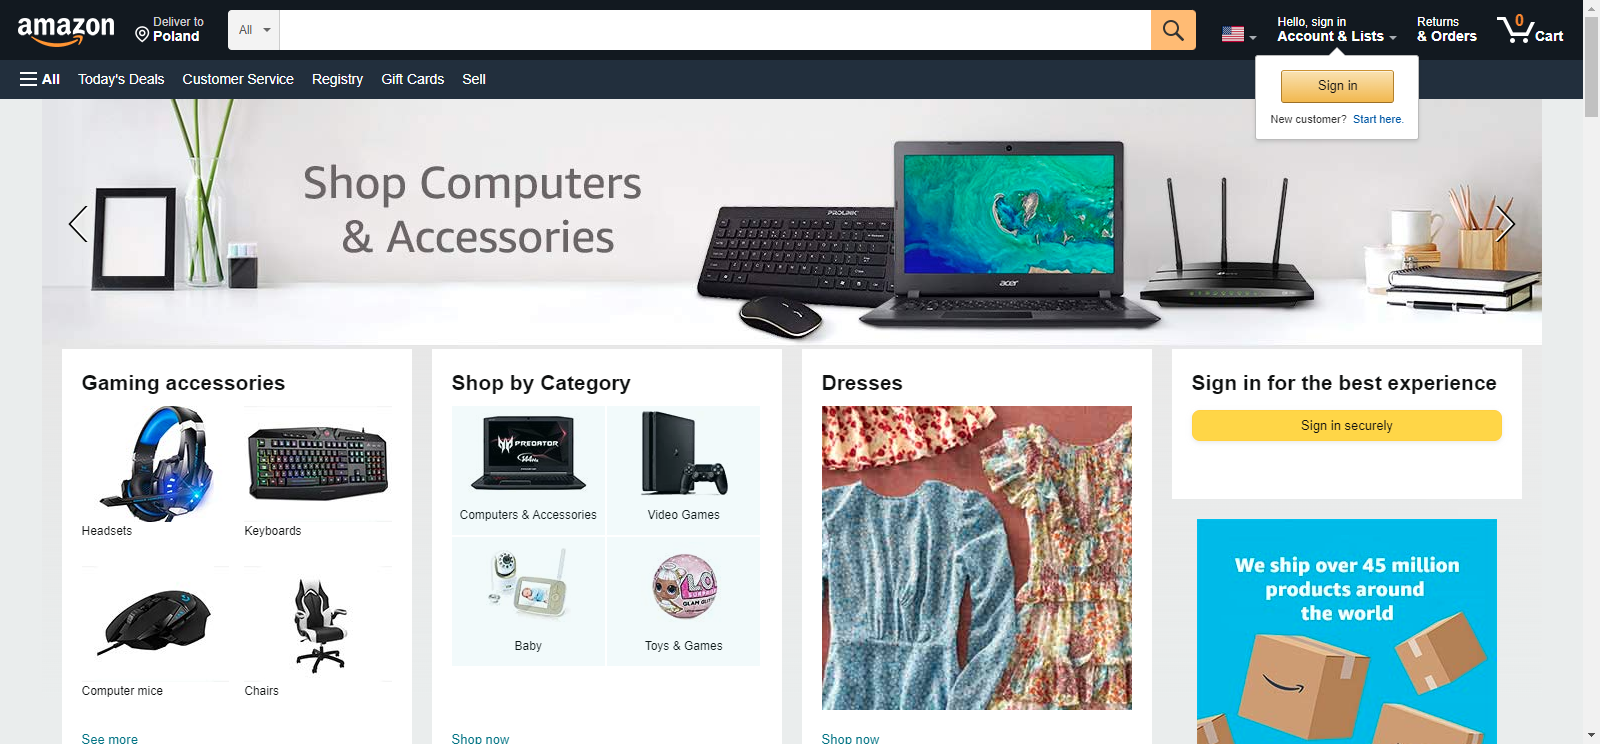 amazon
Deliver to
Poland
All
Hello, sign in
Account & Lists
Returns
& Orders
0
Cart
All
Today's Deals
Customer Service
Registry
Gift Cards
Sell
Sign in
New customer? Start here.
Shop Computers
& Accessories
PROLINK
acer
Gaming accessories
Headsets
Keyboards
Computer mice
Chairs
See more
Shop by Category
PREDATOR
144Hz
Computers & Accessories
Video Games
Baby
Toys & Games
Shop now
Dresses
Shop now
Sign in for the best experience
Sign in securely
We ship over 45 million
products around
the world